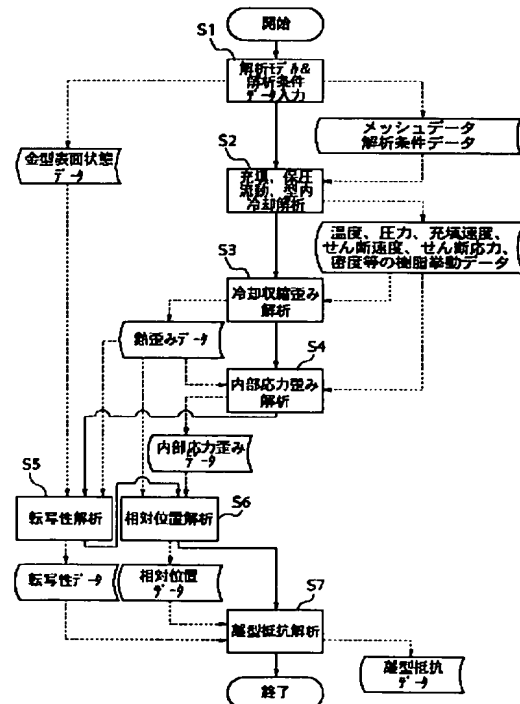 開始
S1
解析モデル&
解析条件
データ入力
メッシュデータ
解析条件データ
金型表面状態
データ
S2
充填、保圧
流動、型内
冷却解析
温度、圧力、充填速度、
せん断速度、せん断応力、
密度等の樹脂挙動データ
S3
冷却収縮歪み
解析
熱歪みデータ
S4
内部応力歪み
解析
内部応力歪み
データ
S5
転写性解析
相対位置解析
S6
転写性データ
相対位置
データ
S7
離型抵抗解析
離型抵抗
データ
終了